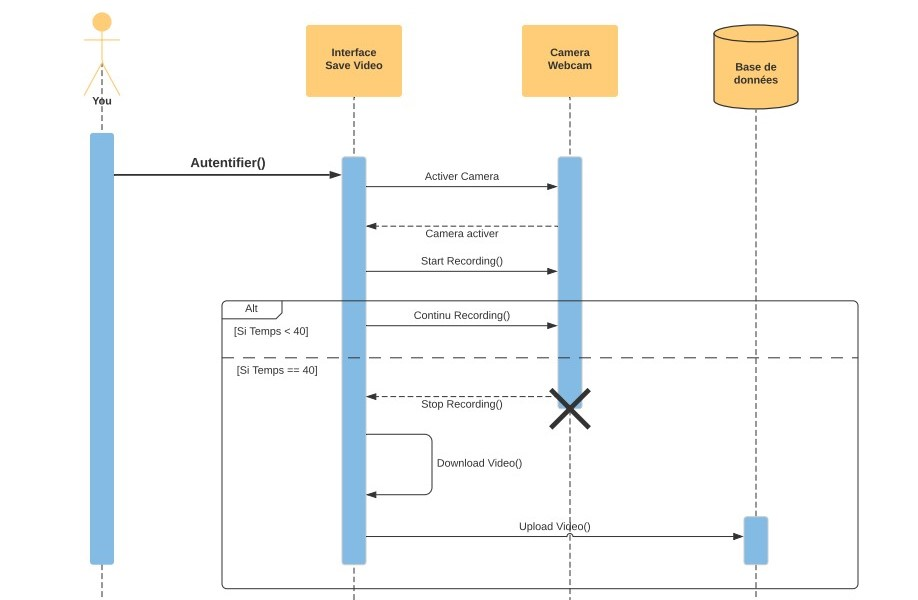 Interface
Save Video
Camera
Webcam
Base de
données
You
Autentifier()
Activer Camera
Camera activer
Start Recording()
Alt
Continu Recording()
[Si Temps < 40]
[Si Temps == 40]
Stop Recording()
Download Video()
Upload Video()